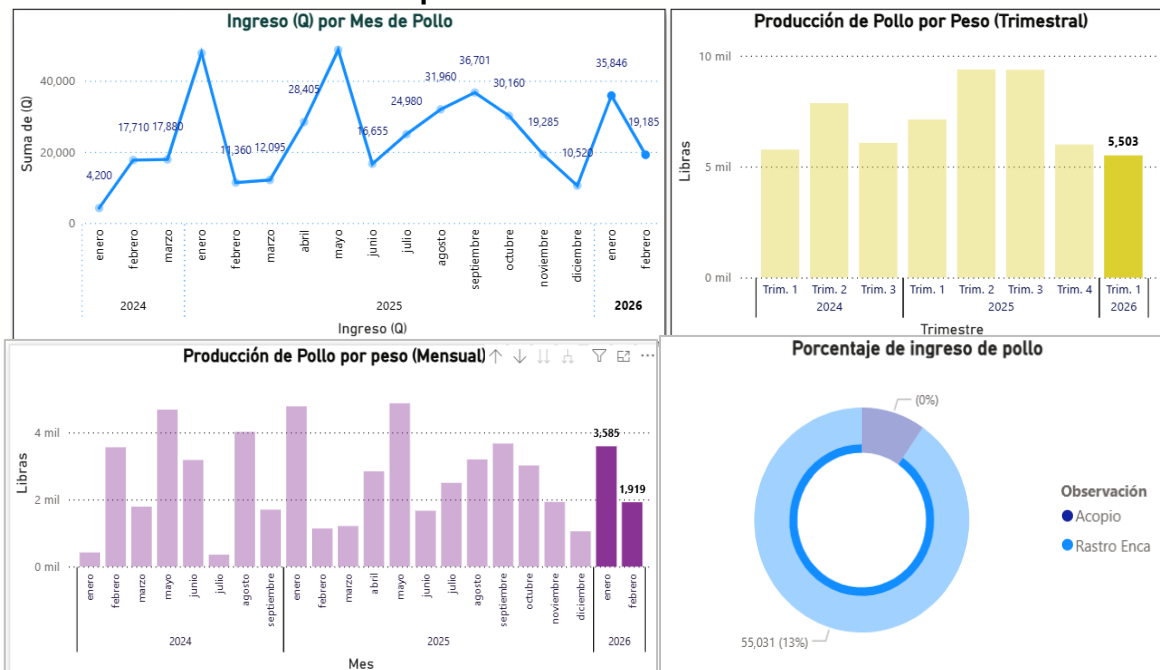 Ingreso (Q) por Mes de Pollo
Suma de (Q)
40,000
20,000
0
4,200
17,710
17,880
11,360
12,095
28,405
16,655
24,980
31,960
36,701
30,160
19,285
10,520
35,846
19,185
enero
febrero
marzo
enero
febrero
marzo
abril
mayo
junio
julio
agosto
septiembre
octubre
noviembre
diciembre
enero
febrero
2024
2025
2026
Ingreso (Q)
Producción de Pollo por Peso (Trimestral)
Libras
10 mil
5 mil
0 mil
5,503
Trim. 1
Trim. 2
Trim. 3
Trim. 1
Trim. 2
Trim. 3
Trim. 4
Trim. 1
2024
2025
2026
Trimestre
Producción de Pollo por peso (Mensual)
Libras
4 mil
2 mil
0 mil
3,585
1,919
enero
febrero
marzo
mayo
junio
julio
agosto
septiembre
enero
febrero
marzo
abril
mayo
junio
julio
agosto
septiembre
octubre
noviembre
diciembre
enero
febrero
2024
2025
2026
Mes
Porcentaje de ingreso de pollo
(0%)
55,031 (13%)
Observación
Acopio
Rastro Enca